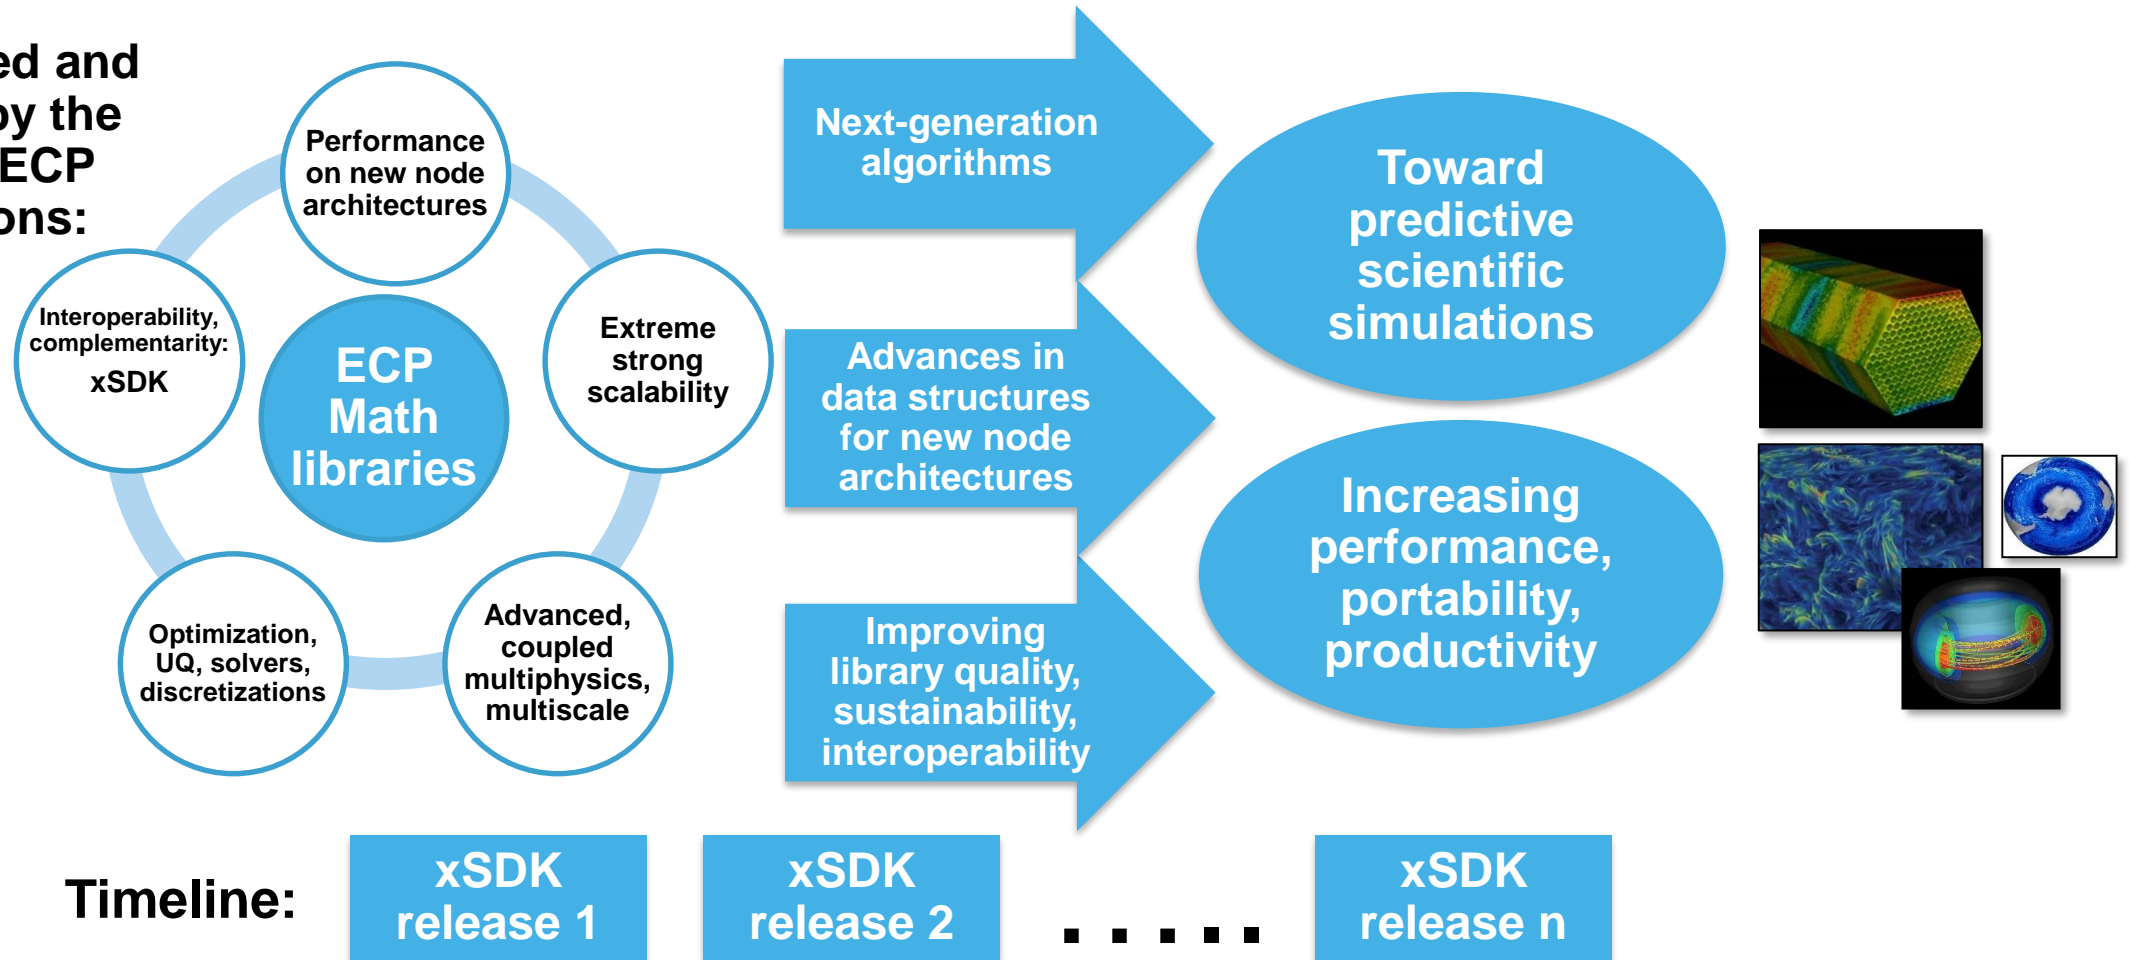 and
by the
ECP
Performance
on new node
architectures
Interoperability,
complementarity:
xSDK
ECP
Math
libraries
Extreme
strong
scalability
Optimization,
UQ, solvers,
discretizations
Advanced,
coupled
multiphysics,
multiscale
Next-generation
algorithms
Advances in
data structures
for new node
architectures
Improving
library quality,
sustainability,
interoperability
Toward
predictive
scientific
simulations
Increasing
performance,
portability,
productivity
Timeline:
xSDK
release 1
xSDK
release 2
.....
xSDK
release n